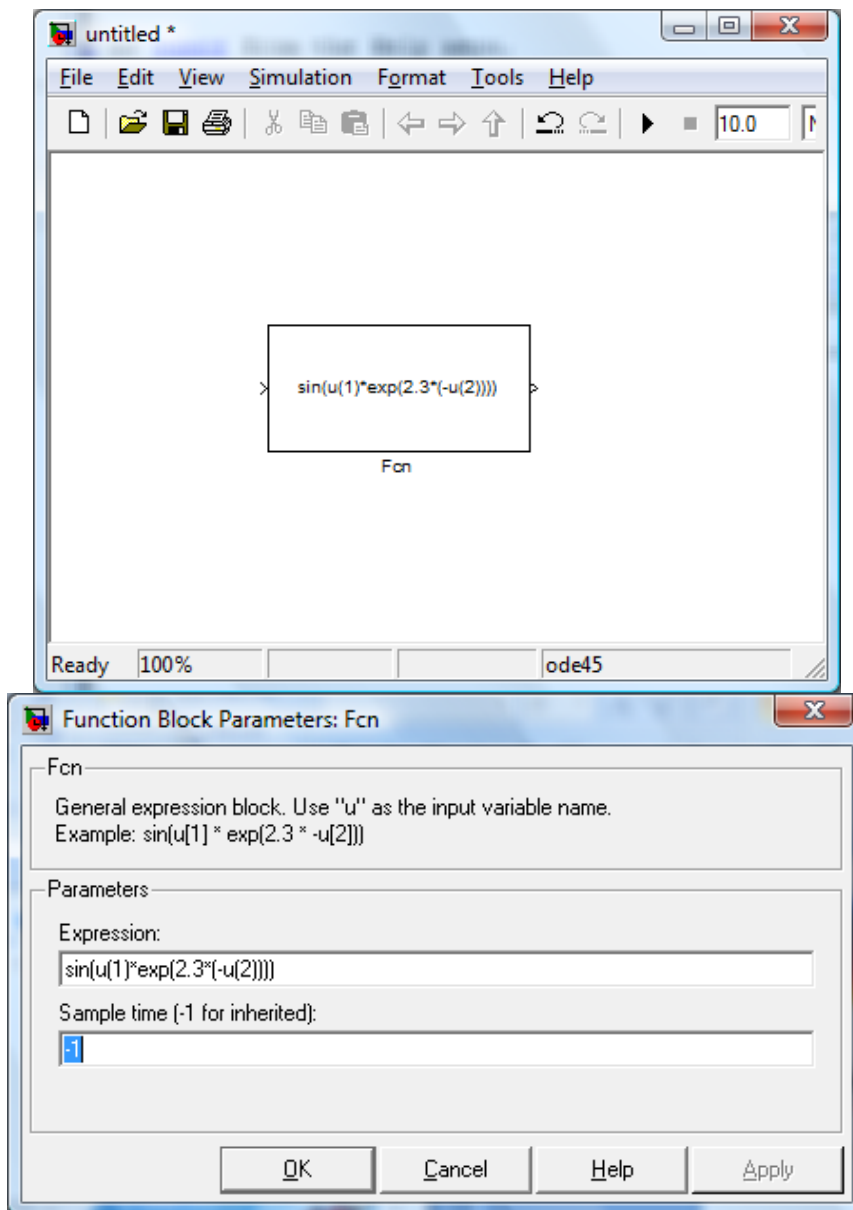 untitled *
File Edit View Simulation Format Tools Help
10.0
sin(u(1)*exp(2.3*(-u(2))))
Fcn
Ready 100% ode45
Function Block Parameters: Fcn
Fcn
General expression block. Use "u" as the input variable name.
Example: sin(u[1] * exp(2.3 * -u[2]))
Parameters
Expression:
sin(u(1)*exp(2.3*(-u(2))))
Sample time (-1 for inherited):
-1
OK Cancel Help Apply